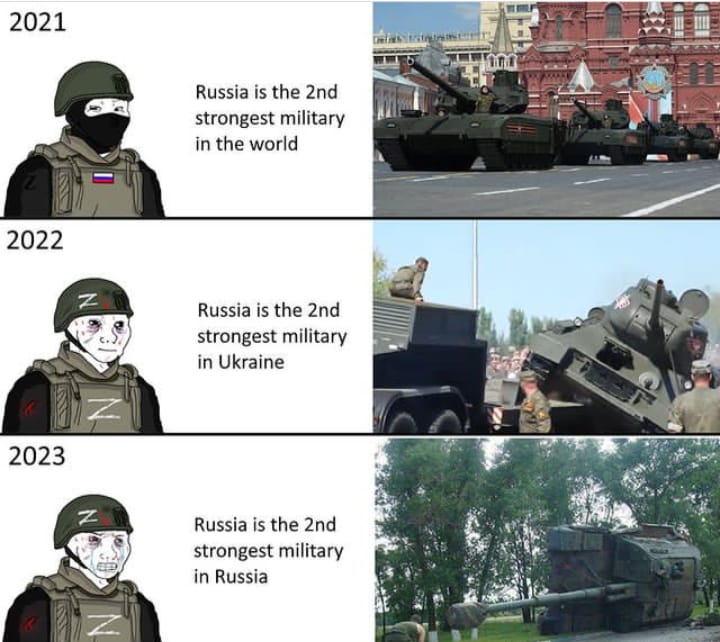 2021
Russia is the 2nd
strongest military
in the world
Z
2022
Russia is the 2nd
strongest military
in Ukraine
Z
Z
2023
Russia is the 2nd
strongest military
in Russia
Z
Z